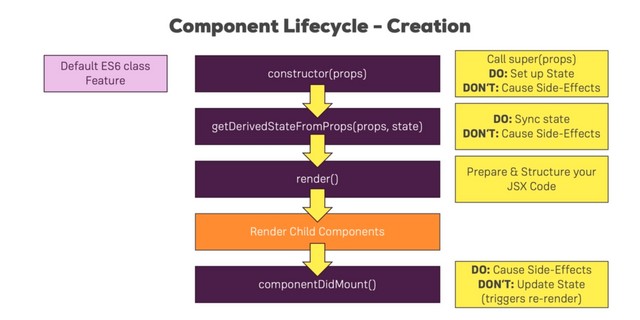 Component Lifecycle – Creation
Default ES6 class
Feature
constructor(props)
Call super(props)
DO: Set up State
DON'T: Cause Side-Effects
getDerivedStateFromProps(props, state)
DO: Sync state
DON'T: Cause Side-Effects
render()
Prepare & Structure your
JSX Code
Render Child Components
componentDidMount()
DO: Cause Side-Effects
DON'T: Update State
(triggers re-render)